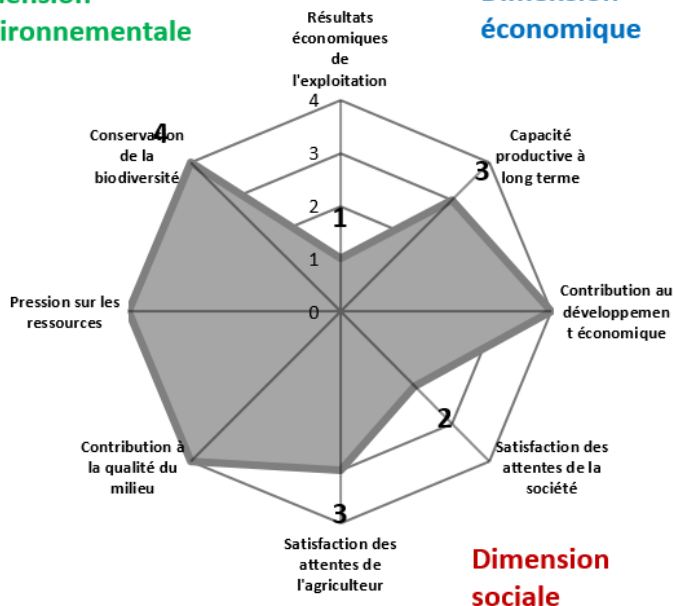 Dimension
économique
ironnementale
Résultats
économiques
de
l'exploitation
4
3
2
1
0
1
4
Conservation
de la
biodiversité
Capacité
productive à
long terme
3
Pression sur les
ressources
Contribution au
développemen
t économique
Contribution à
la qualité du
milieu
2
Satisfaction des
attentes de la
société
3
Satisfaction des
attentes de
l'agriculteur
Dimension
sociale